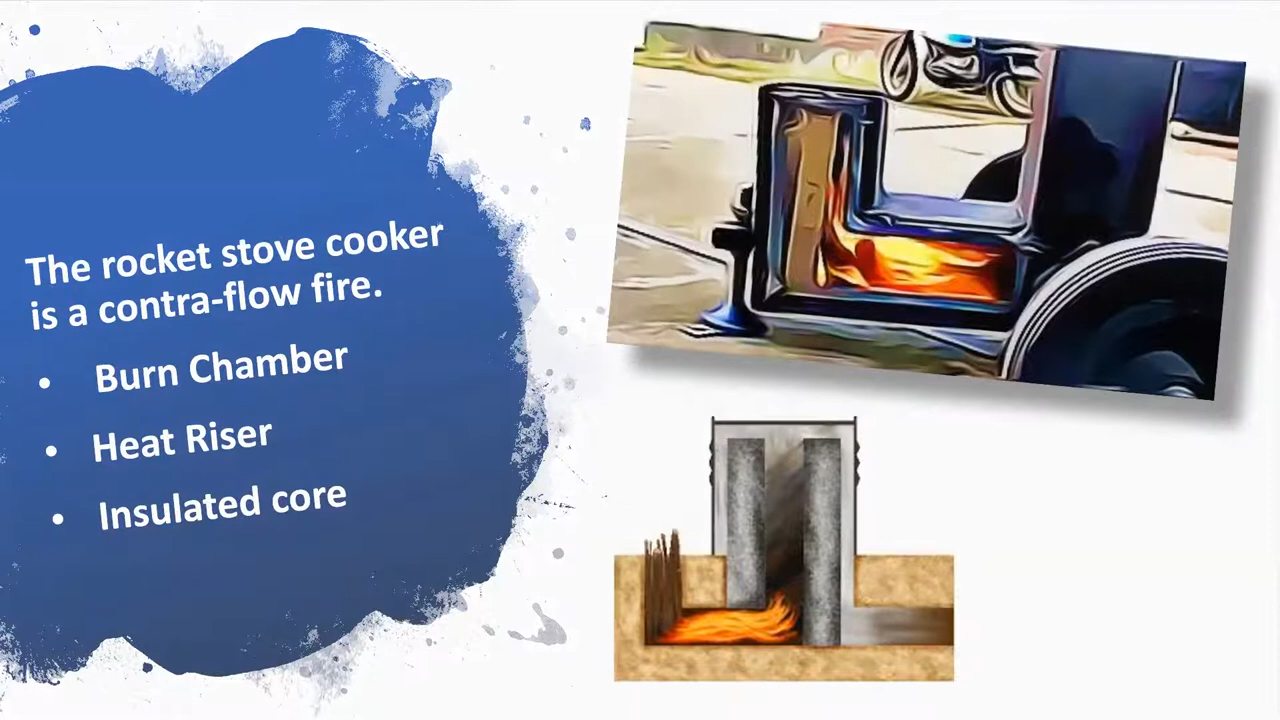 The rocket stove cooker
is a contra-flow fire.
• Burn Chamber
• Heat Riser
• Insulated core